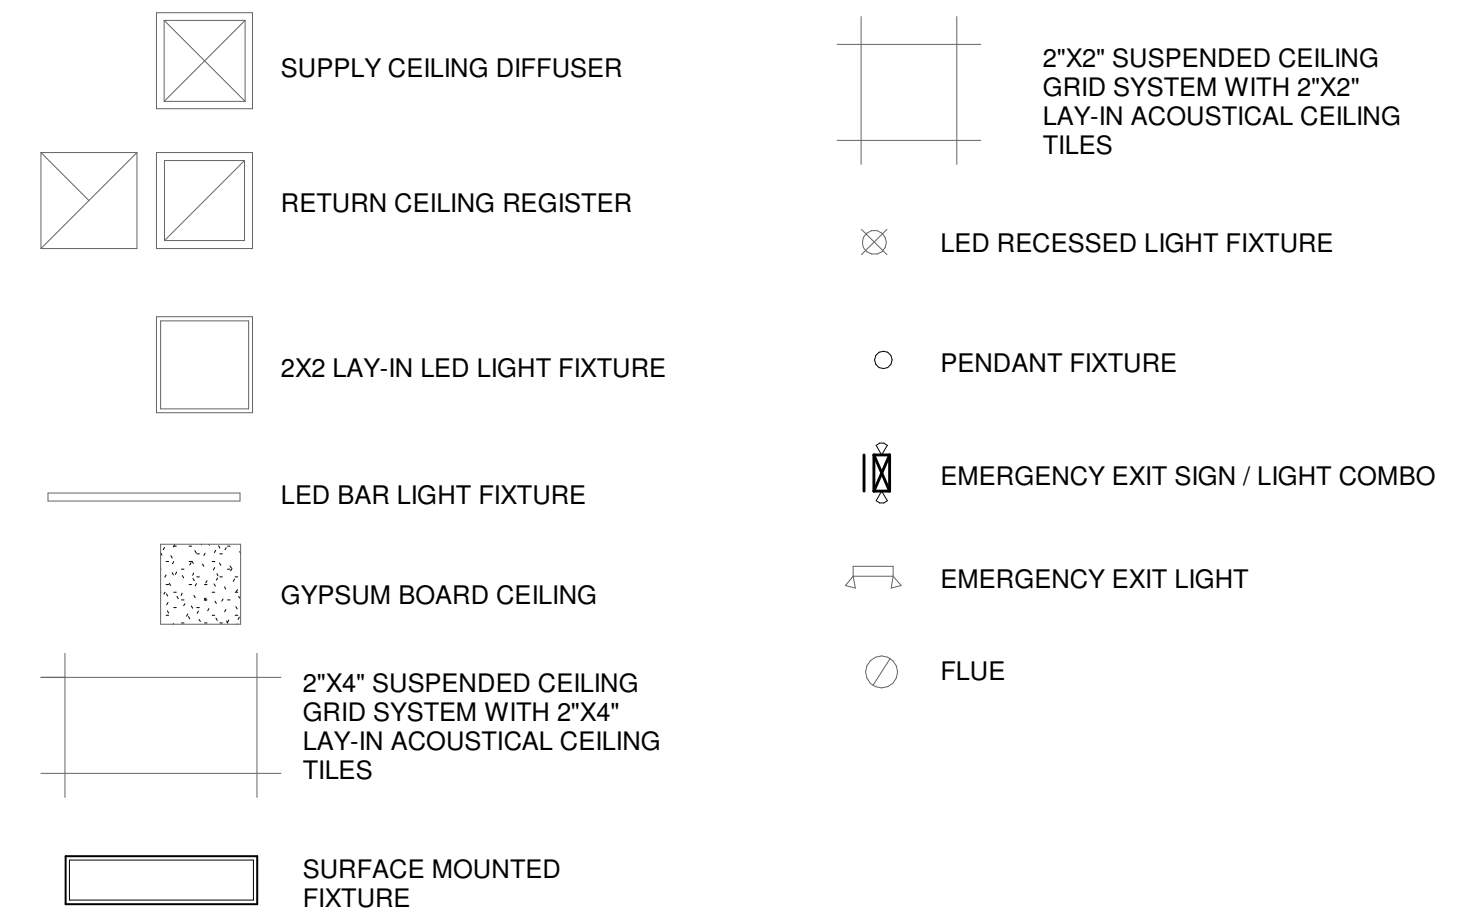 SUPPLY CEILING DIFFUSER
RETURN CEILING REGISTER
2X2 LAY-IN LED LIGHT FIXTURE
LED BAR LIGHT FIXTURE
GYPSUM BOARD CEILING
2"X4" SUSPENDED CEILING
GRID SYSTEM WITH 2"X4"
LAY-IN ACOUSTICAL CEILING
TILES
SURFACE MOUNTED
FIXTURE
2"X2" SUSPENDED CEILING
GRID SYSTEM WITH 2"X2"
LAY-IN ACOUSTICAL CEILING
TILES
LED RECESSED LIGHT FIXTURE
PENDANT FIXTURE
EMERGENCY EXIT SIGN / LIGHT COMBO
EMERGENCY EXIT LIGHT
FLUE